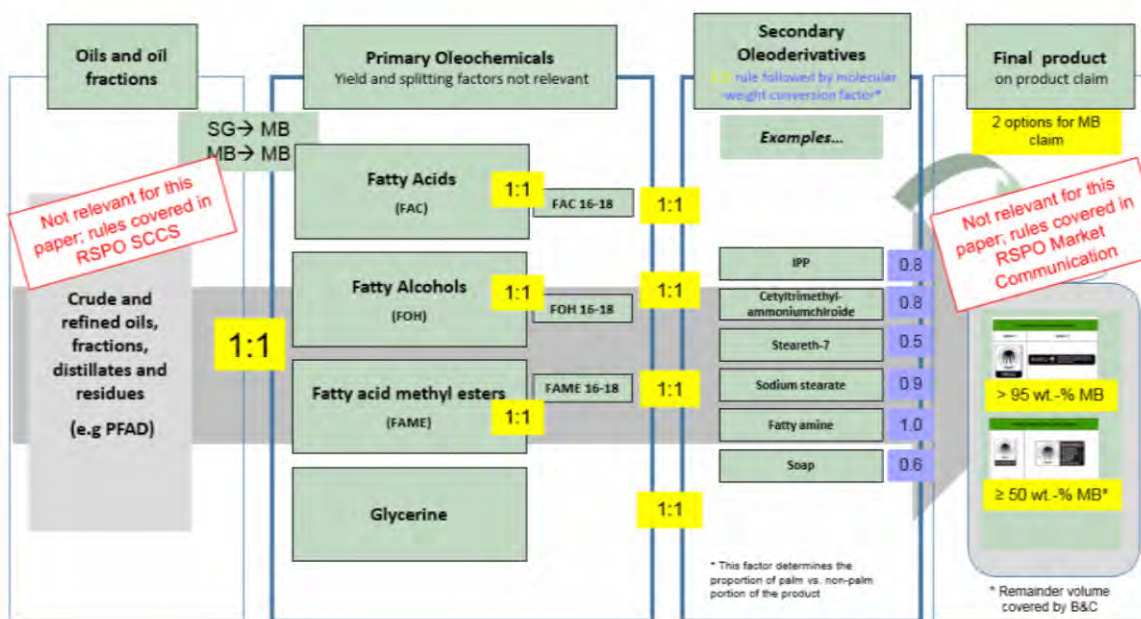 Oils and oil
fractions
SG→ MB
MB→ MB
Not relevant for this
paper; rules covered in
RSPO SCCS
Crude and
refined oils,
fractions,
distillates and
residues
(e.g PFAD)
1:1
Primary Oleochemicals
Yield and splitting factors not relevant
Fatty Acids
(FAC)
1:1
FAC 16-18
1:1
Fatty Alcohols
(FOH)
1:1
FOH 16-18
1:1
Fatty acid methyl esters
(FAME)
1:1
FAME 16-18
1:1
Glycerine
1:1
Secondary
Oleoderivatives
1:1 rule followed by molecular
weight conversion factor*
Examples...
IPP
0.8
Cetyltrimethyl-
ammoniumchlroide
0.8
Steareth-7
0.5
Sodium stearate
0.9
Fatty amine
1.0
Soap
0.6
* This factor determines the
proportion of palm vs. non-palm
portion of the product
Final product
on product claim
2 options for MB
claim
Not relevant for this
paper; rules covered in
RSPO Market
Communication
> 95 wt.-% MB
≥ 50 wt.-% MB*
* Remainder volume
covered by B&C